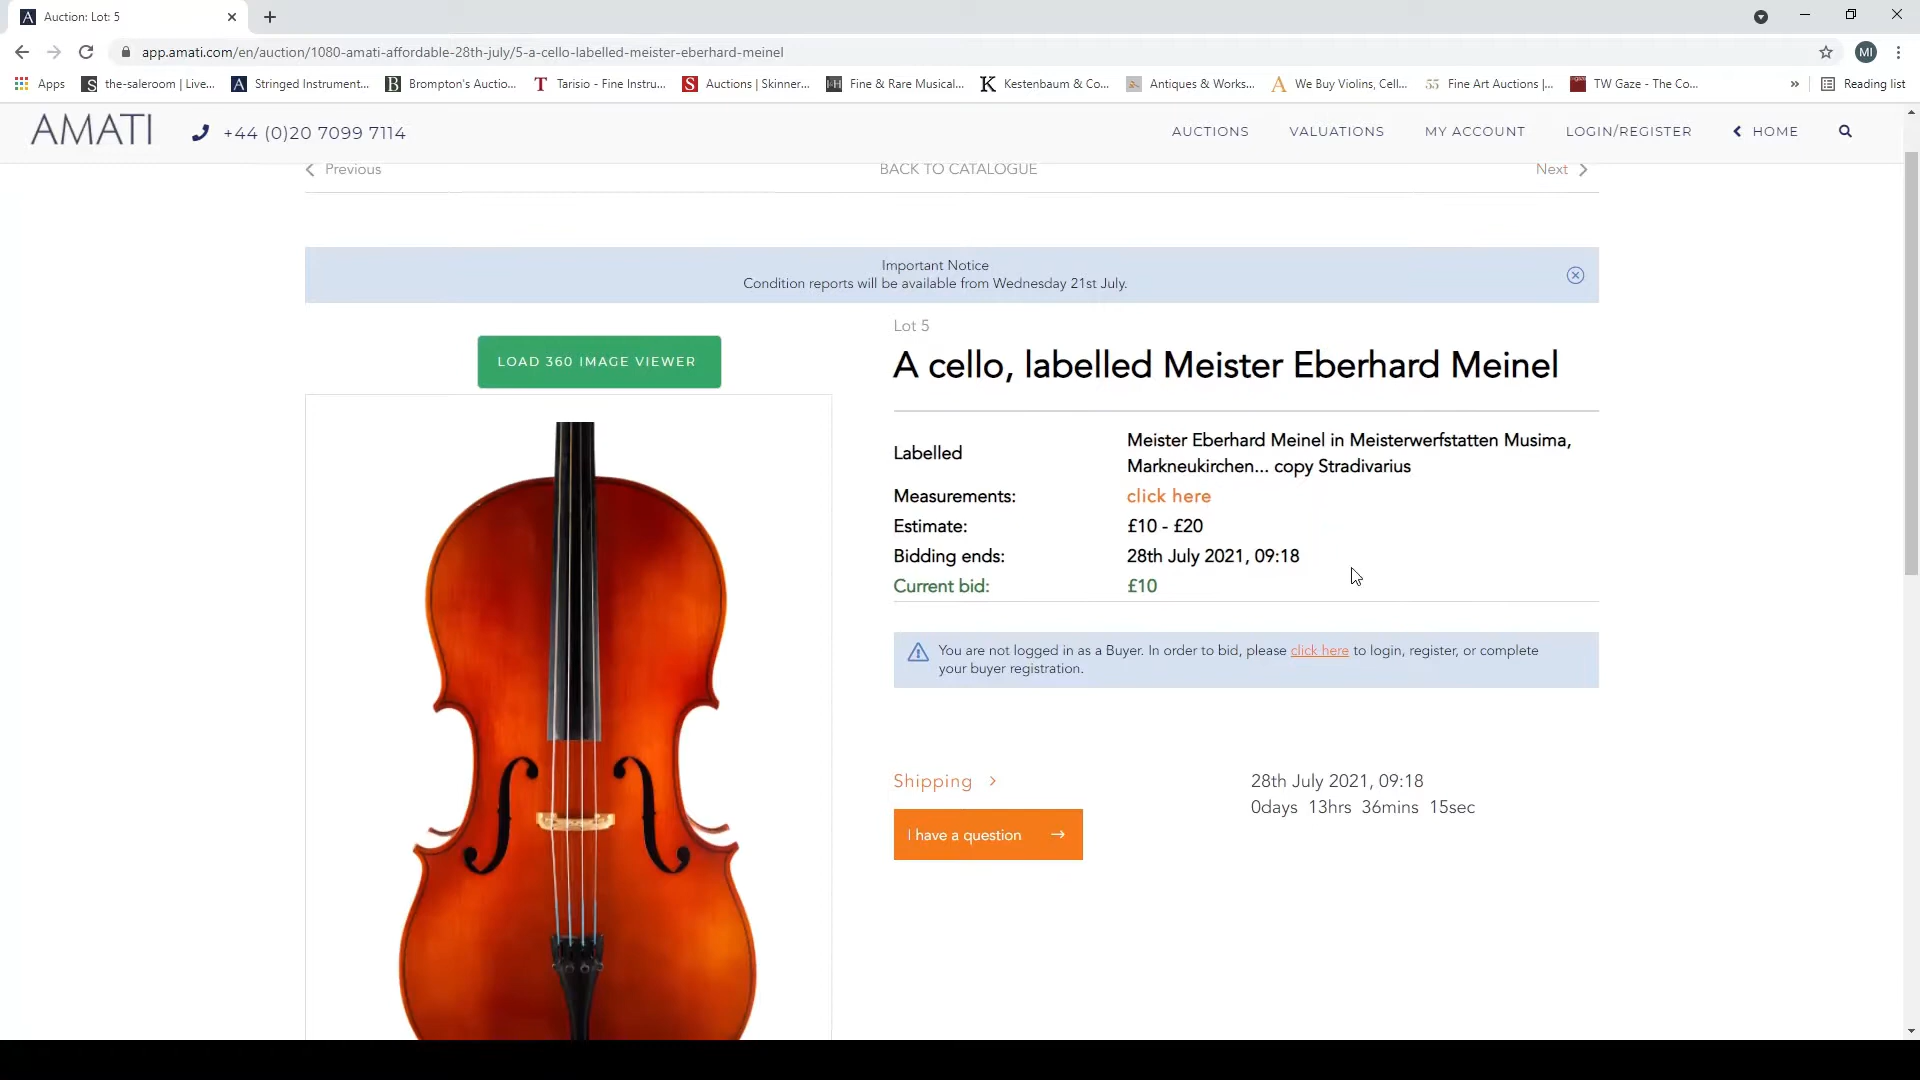 Auction: Lot: 5
app.amati.com/en/auction/1080-amati-affordable-28th-july/5-a-cello-labelled-meister-eberhard-meinel
MI
Apps
the-saleroom | Live...
Stringed Instrument...
Brompton's Auctio...
Tarisio - Fine Instru...
Auctions | Skinner...
Fine & Rare Musical...
Kestenbaum & Co...
Antiques & Works...
We Buy Violins, Cell...
Fine Art Auctions |...
TW Gaze - The Co...
»
Reading list
AMATI
+44 (0)20 7099 7114
AUCTIONS
VALUATIONS
MY ACCOUNT
LOGIN/REGISTER
HOME
Previous
BACK TO CATALOGUE
Next
Important Notice
Condition reports will be available from Wednesday 21st July.
LOAD 360 IMAGE VIEWER
Lot 5
A cello, labelled Meister Eberhard Meinel
Labelled
Meister Eberhard Meinel in Meisterwerfstatten Musima,
Markneukirchen... copy Stradivarius
Measurements: click here
Estimate: £10 - £20
Bidding ends: 28th July 2021, 09:18
Current bid: £10
You are not logged in as a Buyer. In order to bid, please click here to login, register, or complete
your buyer registration.
Shipping
28th July 2021, 09:18
0days 13hrs 36mins 15sec
I have a question